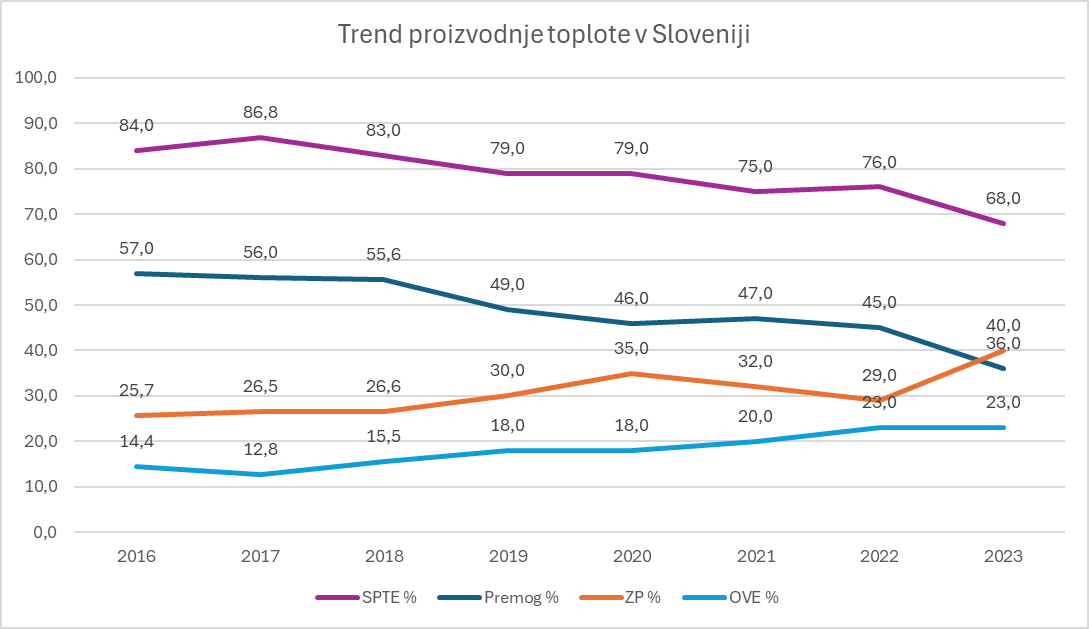 Trend proizvodnje toplote v Sloveniji
100,0
90,0
80,0
70,0
60,0
50,0
40,0
30,0
20,0
10,0
0,0
84,0 86,8 83,0 79,0 79,0 75,0 76,0 68,0
57,0 56,0 55,6 49,0 46,0 47,0 45,0 36,0
25,7 26,5 26,6 30,0 35,0 32,0 29,0 40,0
14,4 12,8 15,5 18,0 18,0 20,0 23,0 23,0
2016 2017 2018 2019 2020 2021 2022 2023
SPTE % Premog % ZP % OVE %